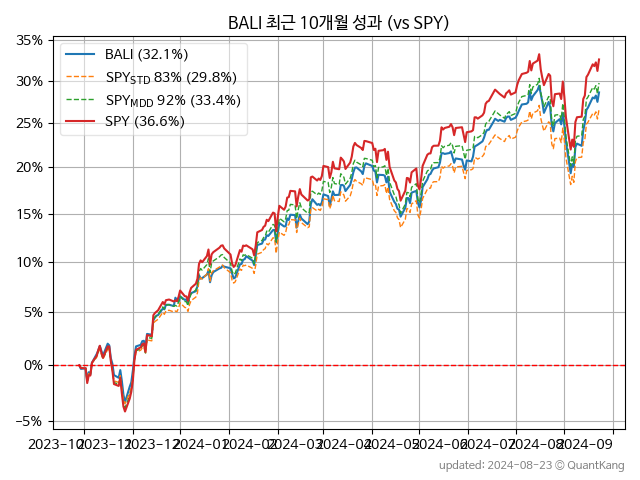 BALI 최근 10개월 성과 (vs SPY)
35%
30%
25%
20%
15%
10%
5%
0%
−5%
BALI (32.1%)
SPYSTD 83% (29.8%)
SPYMDD 92% (33.4%)
SPY (36.6%)
2023−10 2023−11 2023−12 2024−01 2024−02 2024−03 2024−04 2024−05 2024−06 2024−07 2024−08 2024−09
updated: 2024−08−23 © QuantKang